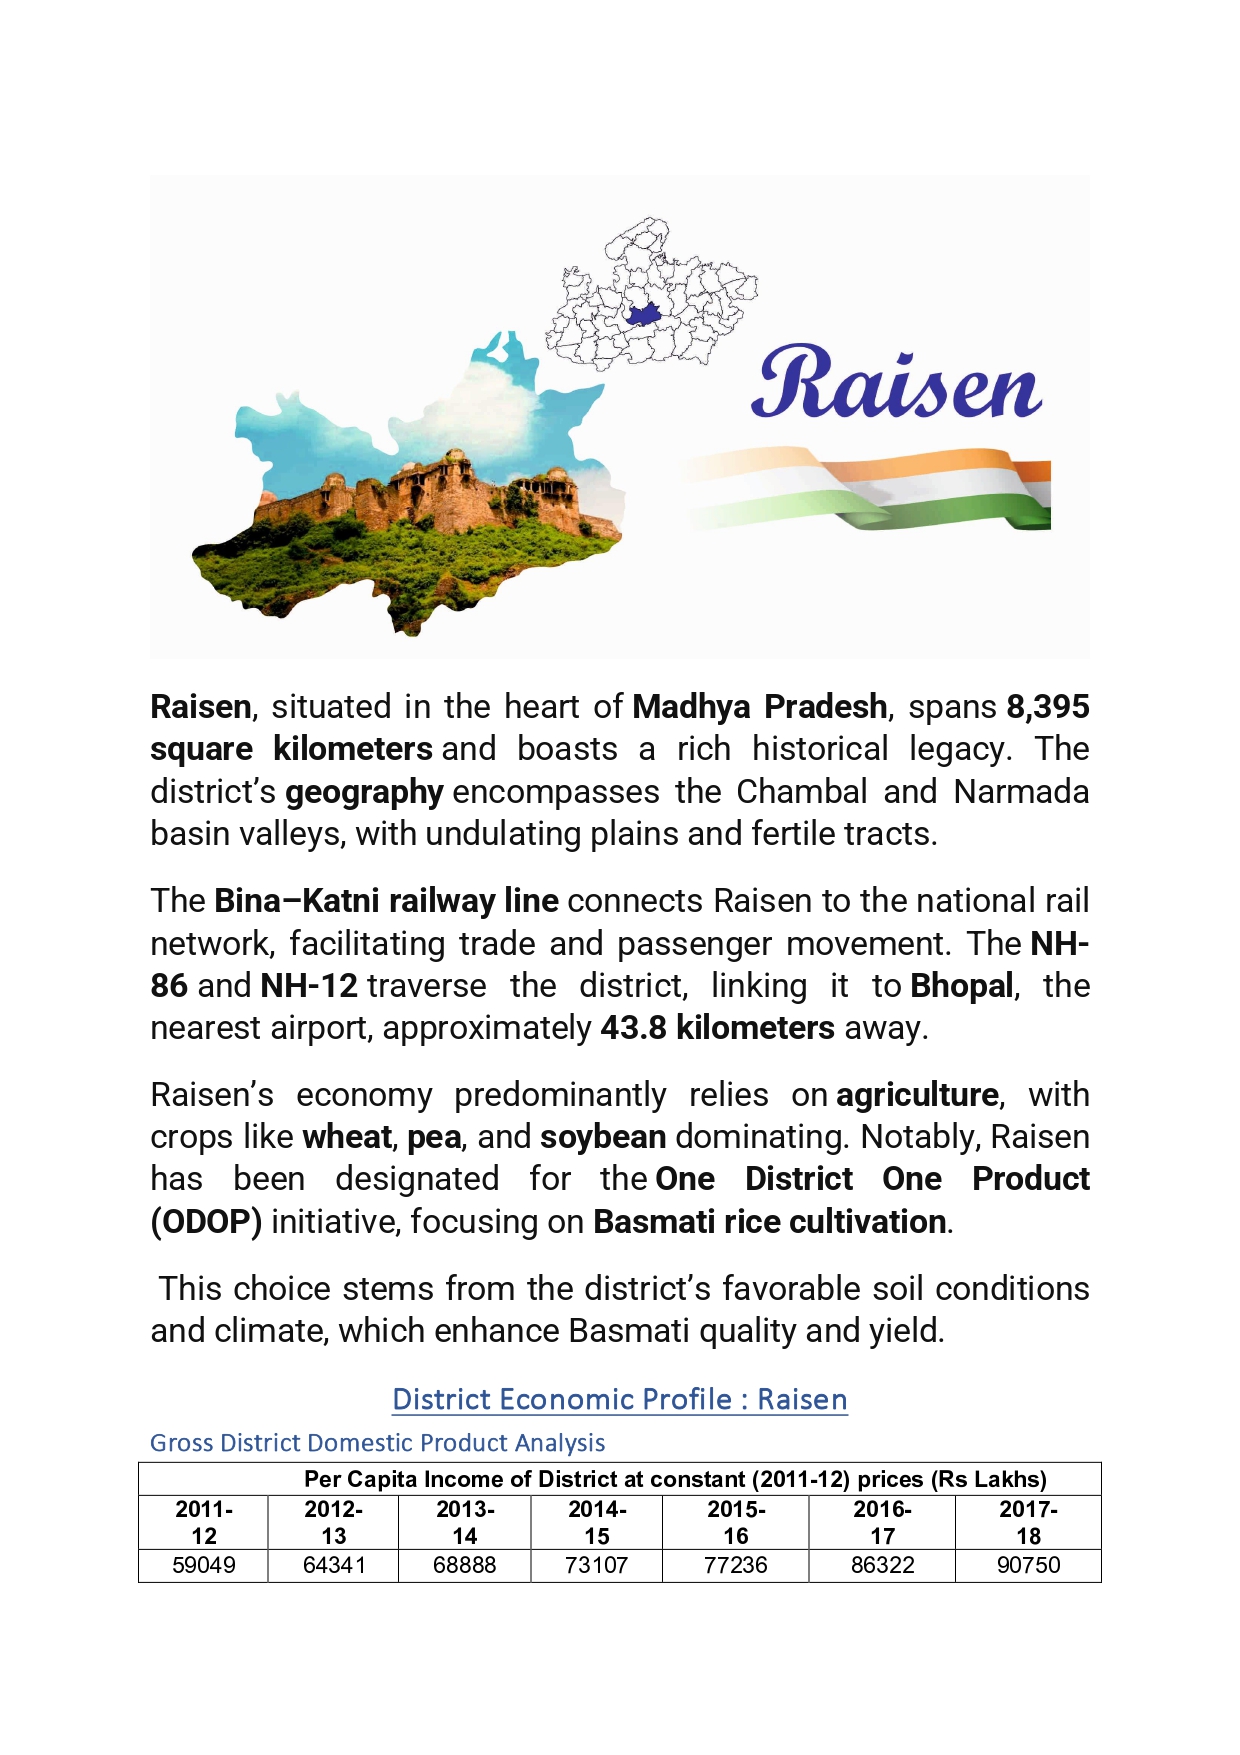 Raisen
Raisen, situated in the heart of Madhya Pradesh, spans 8,395
square kilometers and boasts a rich historical legacy. The
district’s geography encompasses the Chambal and Narmada
basin valleys, with undulating plains and fertile tracts.
The Bina–Katni railway line connects Raisen to the national rail
network, facilitating trade and passenger movement. The NH-
86 and NH-12 traverse the district, linking it to Bhopal, the
nearest airport, approximately 43.8 kilometers away.
Raisen’s economy predominantly relies on agriculture, with
crops like wheat, pea, and soybean dominating. Notably, Raisen
has been designated for the One District One Product
(ODOP) initiative, focusing on Basmati rice cultivation.
This choice stems from the district’s favorable soil conditions
and climate, which enhance Basmati quality and yield.
District Economic Profile : Raisen
Gross District Domestic Product Analysis
Per Capita Income of District at constant (2011-12) prices (Rs Lakhs)
2011- 2012- 2013- 2014- 2015- 2016- 2017-
12 13 14 15 16 17 18
59049 64341 68888 73107 77236 86322 90750